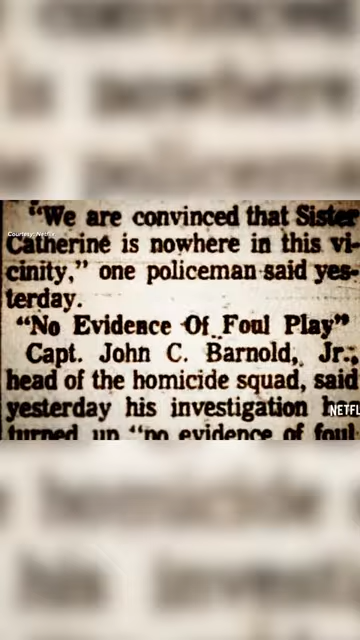 Courtesy: Netflix
"We are convinced that Sister
Catherine is nowhere in this vi-
cinity," one policeman said yes-
terday.
"No Evidence Of Foul Play"
Capt. John C. Barnold, Jr.,
head of the homicide squad, said
yesterday his investigation has
NETFL
turned up "no evidence of foul